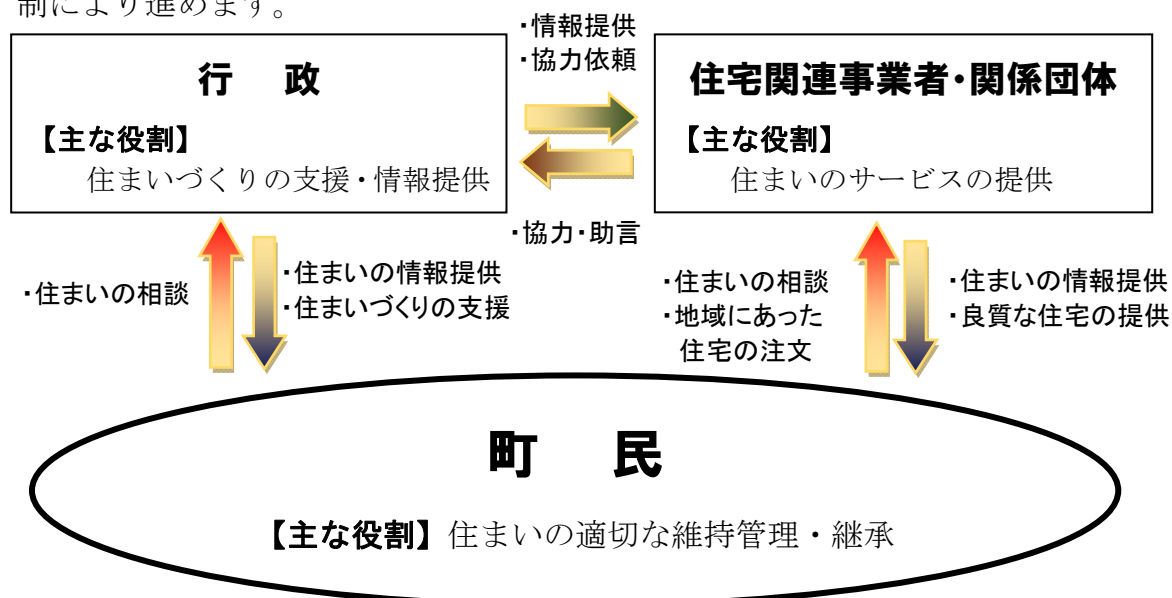 制により進めます。
・情報提供
・協力依頼
行　政
【主な役割】
住まいづくりの支援・情報提供
住宅関連事業者・関係団体
【主な役割】
住まいのサービスの提供
・協力・助言
・住まいの相談
・住まいの情報提供
・住まいづくりの支援
・住まいの相談
・地域にあった
住宅の注文
・住まいの情報提供
・良質な住宅の提供
町　民
【主な役割】住まいの適切な維持管理・継承